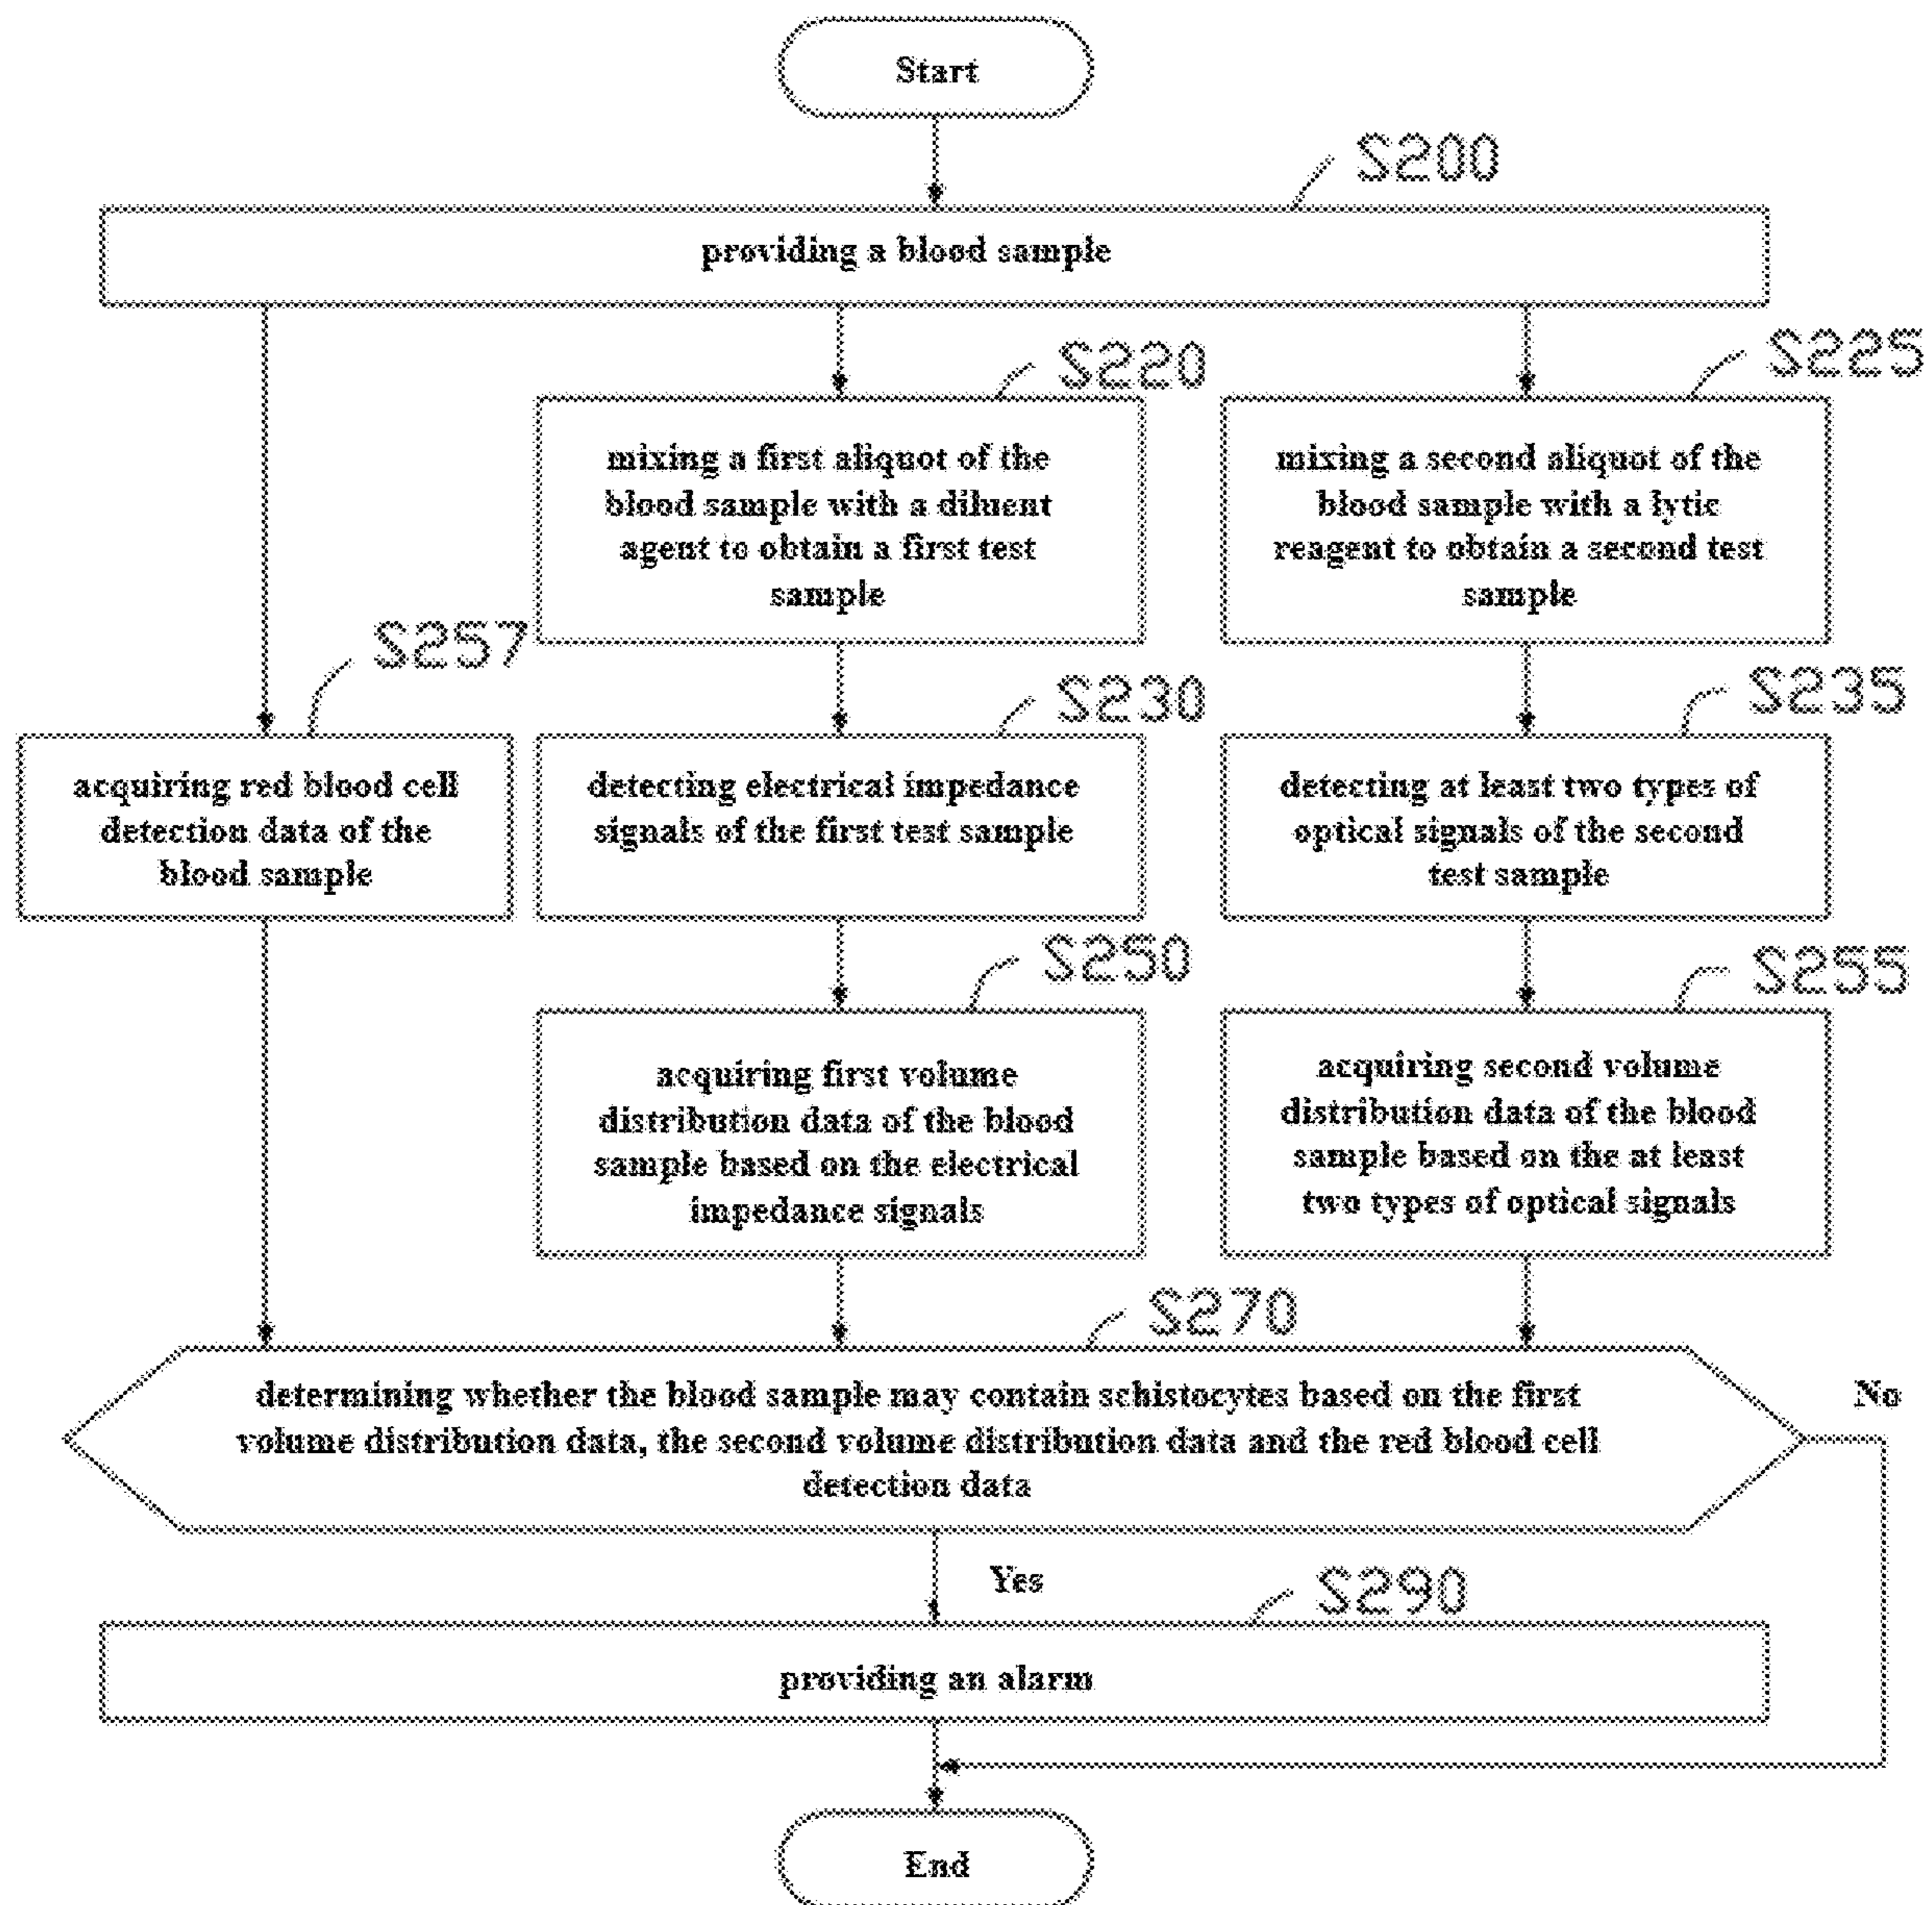 Start
S200
providing a blood sample
S220
S225
mixing a first aliquot of the
blood sample with a diluent
agent to obtain a first test
sample
mixing a second aliquot of the
blood sample with a lytic
reagent to obtain a second test
sample
S257
S230
S235
acquiring red blood cell
detection data of the
blood sample
detecting electrical impedance
signals of the first test sample
detecting at least two types of
optical signals of the second
test sample
S250
S255
acquiring first volume
distribution data of the blood
sample based on the electrical
impedance signals
acquiring second volume
distribution data of the blood
sample based on the at least
two types of optical signals
S270
determining whether the blood sample may contain schistocytes based on the first
volume distribution data, the second volume distribution data and the red blood cell
detection data
No
Yes
S290
providing an alarm
End